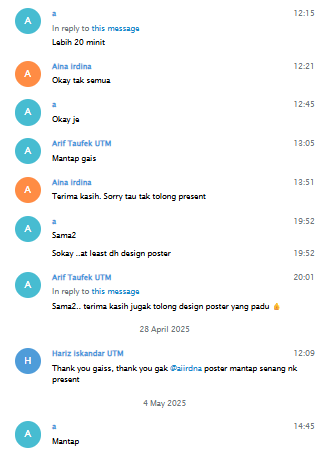 A
a
12:15
In reply to this message
Lebih 20 minit
A
Aina Irdina
12:21
Okay tak semua
A
a
12:45
Okay je
A
Arif Taufek UTM
13:05
Mantap gais
A
Aina Irdina
13:51
Terima kasih. Sorry tau tak tolong present
A
a
19:52
Sama2
Sokay ..at least dh design poster
19:52
A
Arif Taufek UTM
20:01
In reply to this message
Sama2.. terima kasih jugak tolong design poster yang padu 👍
28 April 2025
H
Hariz Iskandar UTM
12:09
Thank you gaiss, thank you gak @aiirdna poster mantap senang nk
present
4 May 2025
A
a
14:45
Mantap